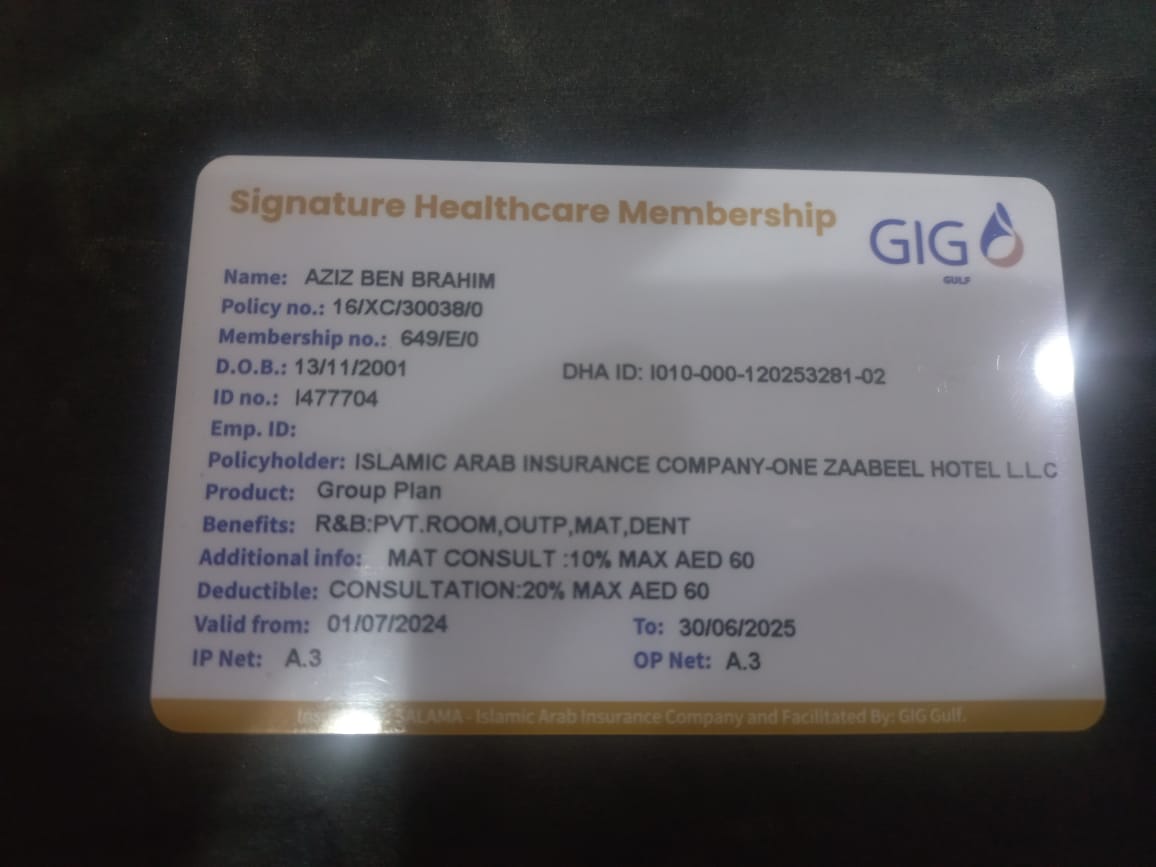 Signature Healthcare Membership
GIG
GULF
Name: AZIZ BEN BRAHIM
Policy no.: 16/XC/30038/0
Membership no.: 649/E/0
D.O.B.: 13/11/2001 DHA ID: I010-000-120253281-02
ID no.: I477704
Emp. ID:
Policyholder: ISLAMIC ARAB INSURANCE COMPANY-ONE ZAABEEL HOTEL L.L.C
Product: Group Plan
Benefits: R&B:PVT.ROOM,OUTP,MAT,DENT
Additional info: MAT CONSULT :10% MAX AED 60
Deductible: CONSULTATION:20% MAX AED 60
Valid from: 01/07/2024 To: 30/06/2025
IP Net: A.3 OP Net: A.3
SALAMA - Islamic Arab Insurance Company and Facilitated By: GIG Gulf.